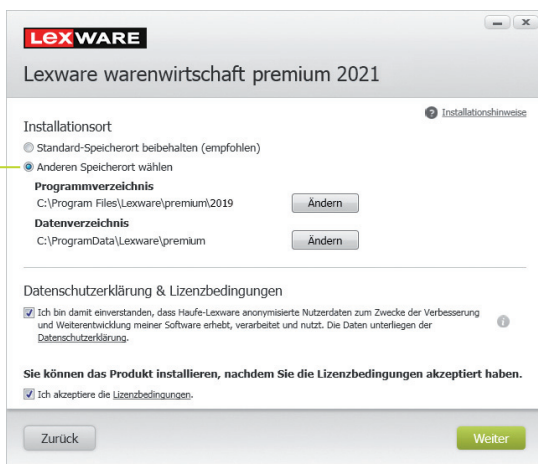 LEXWARE
Lexware warenwirtschaft premium 2021
Installationshinweise
Installationsort
Standard-Speicherort beibehalten (empfohlen)
Anderen Speicherort wählen
Programmverzeichnis
C:\Program Files\Lexware\premium\2019 Ändern
Datenverzeichnis
C:\ProgramData\Lexware\premium Ändern
Datenschutzerklärung & Lizenzbedingungen
Ich bin damit einverstanden, dass Haufe-Lexware anonymisierte Nutzerdaten zum Zwecke der Verbesserung
und Weiterentwicklung meiner Software erhebt, verarbeitet und nutzt. Die Daten unterliegen der
Datenschutzerklärung.
Sie können das Produkt installieren, nachdem Sie die Lizenzbedingungen akzeptiert haben.
Ich akzeptiere die Lizenzbedingungen.
Zurück Weiter